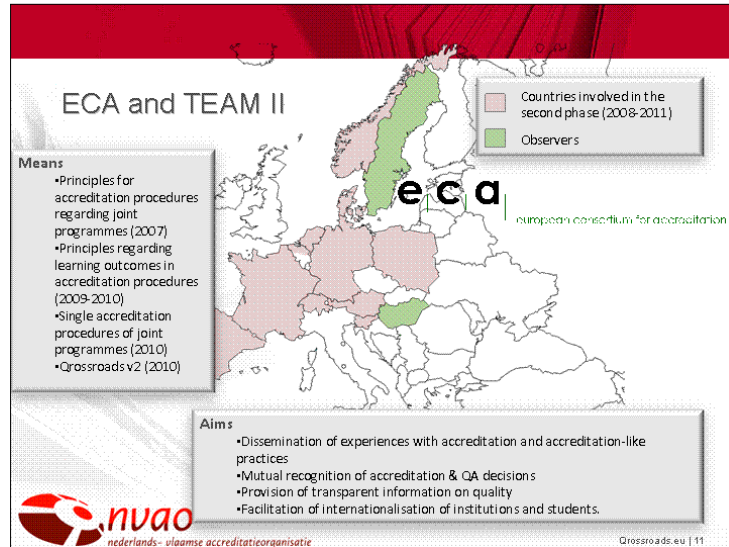 ECA and TEAM II
Countries involved in the
second phase (2008-2011)
Observers
eca
european consortium for accreditation
Means
•Principles for
accreditation procedures
regarding joint
programmes (2007)
•Principles regarding
learning outcomes in
accreditation procedures
(2009-2010)
•Single accreditation
procedures of joint
programmes (2010)
•Qrossroads v2 (2010)
Aims
•Dissemination of experiences with accreditation and accreditation-like
practices
•Mutual recognition of accreditation & QA decisions
•Provision of transparent information on quality
•Facilitation of internationalisation of institutions and students.
nvao
nederlands- vlaamse accreditatieorganisatie
Qrossroads.eu | 11